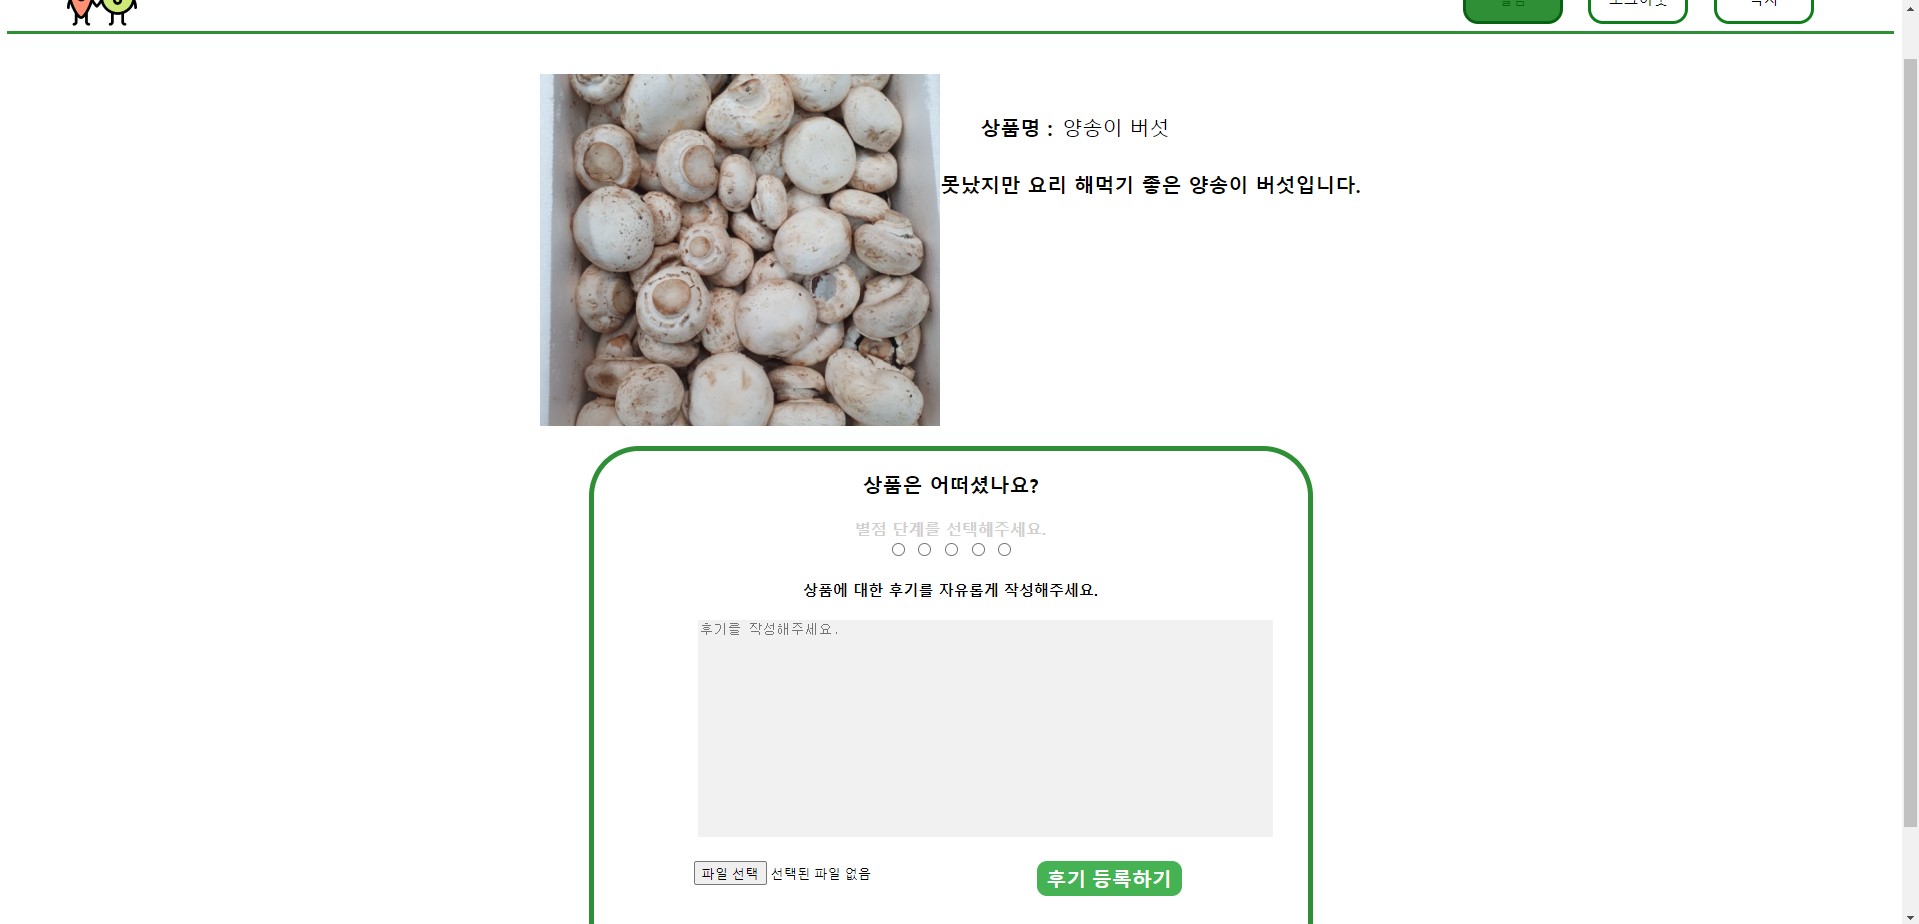 상품명 : 양송이 버섯
못났지만 요리 해먹기 좋은 양송이 버섯입니다.
상품은 어떠셨나요?
별점 단계를 선택해주세요.
상품에 대한 후기를 자유롭게 작성해주세요.
후기를 작성해주세요.
파일 선택 선택된 파일 없음
후기 등록하기